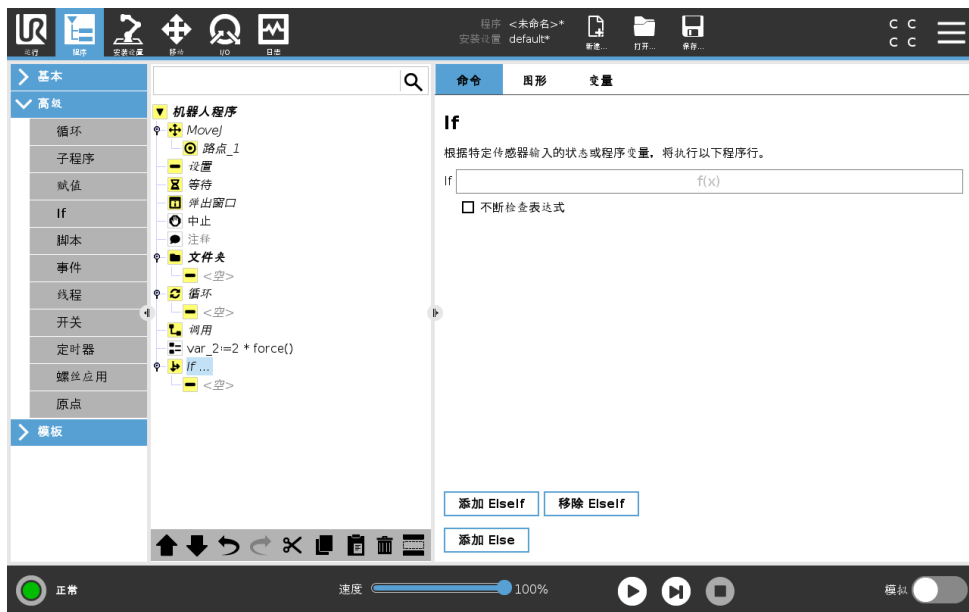 UR
运行
程序
安装设置
移动
I/O
日志
程序 <未命名>*
安装设置 default*
新建...
打开...
保存...
C C
C C
基本
高级
循环
子程序
赋值
If
脚本
事件
线程
开关
定时器
螺丝应用
原点
模板
机器人程序
MoveJ
路点_1
设置
等待
弹出窗口
中止
注释
文件夹
<空>
循环
<空>
调用
var_2:=2 * force()
If ...
<空>
命令 图形 变量
If
根据特定传感器输入的状态或程序变量，将执行以下程序行。
If f(x)
不断检查表达式
添加 ElseIf 移除 ElseIf
添加 Else
正常
速度 100%
模拟